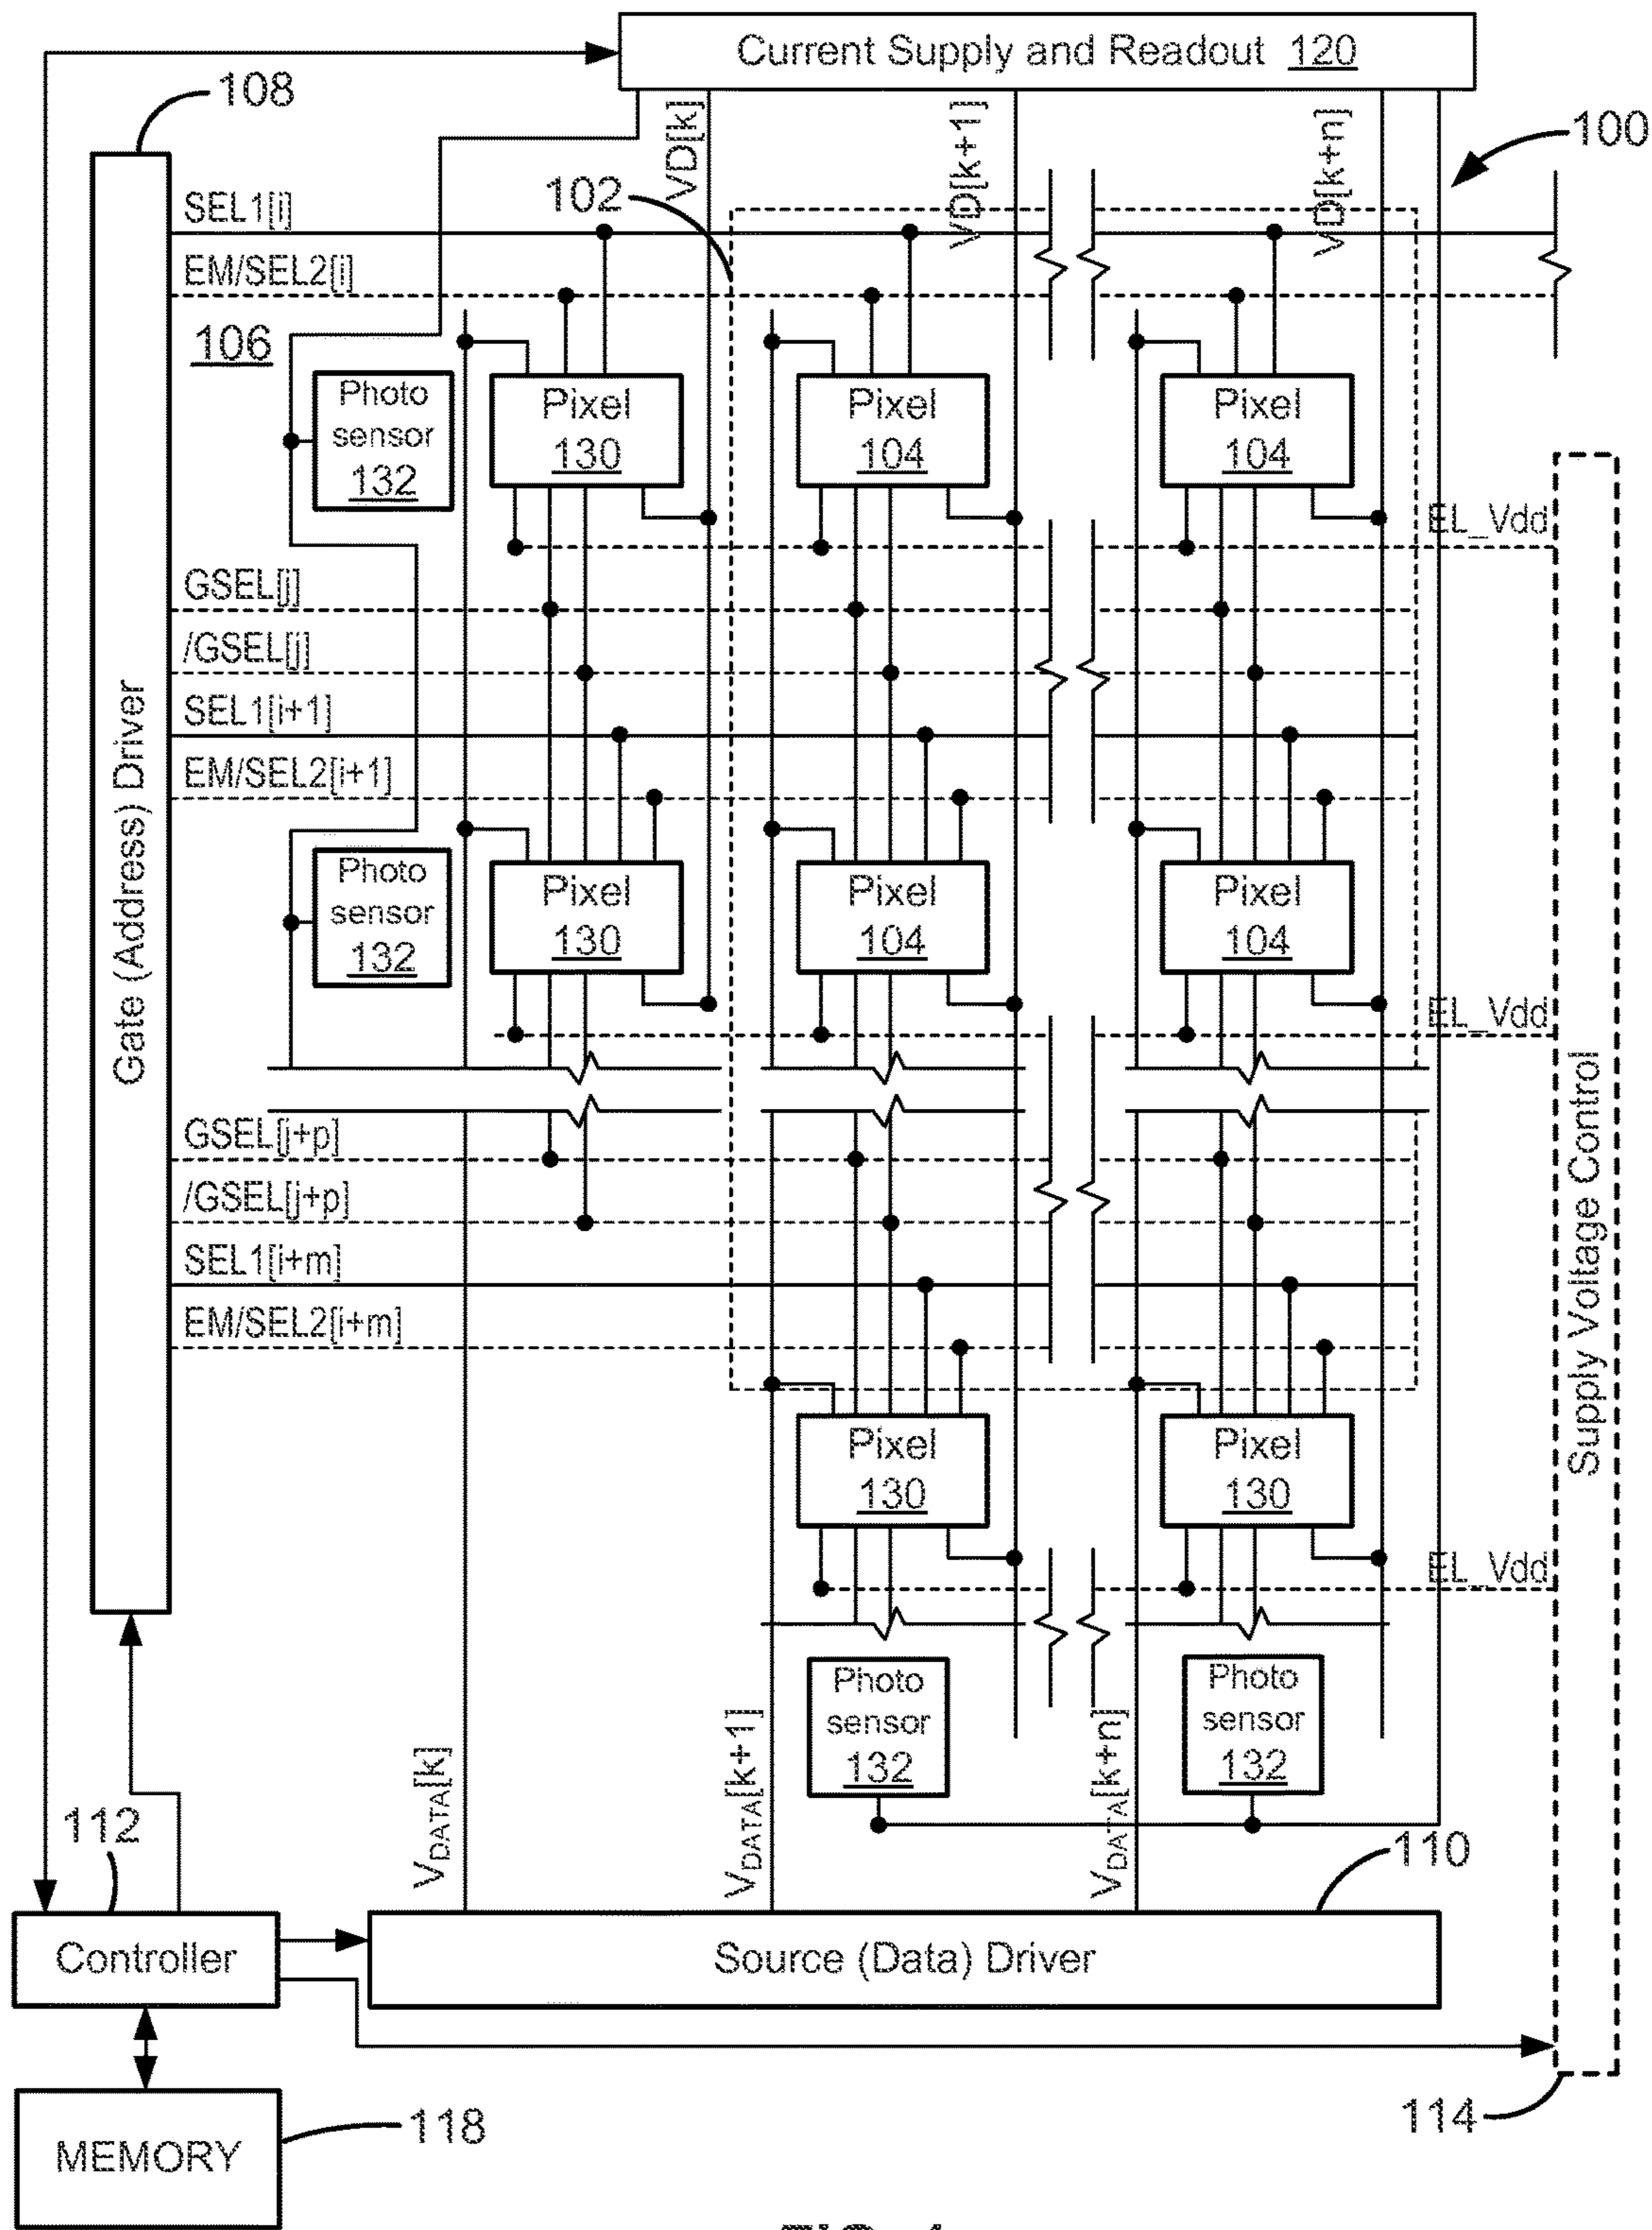 Current Supply and Readout 120
108
VD[k]
VD[k+1]
VD[k+n]
100
102
SEL1[i]
EM/SEL2[i]
106
Photo
sensor
132
Pixel
130
Pixel
104
Pixel
104
EL_Vdd
GSEL[j]
/GSEL[j]
SEL1[i+1]
EM/SEL2[i+1]
Gate (Address) Driver
Photo
sensor
132
Pixel
130
Pixel
104
Pixel
104
EL_Vdd
Supply Voltage Control
GSEL[j+p]
/GSEL[j+p]
SEL1[i+m]
EM/SEL2[i+m]
Pixel
130
Pixel
130
EL_Vdd
Photo
sensor
132
Photo
sensor
132
VDATA[k]
VDATA[k+1]
VDATA[k+n]
112
110
Controller
Source (Data) Driver
114
MEMORY
118